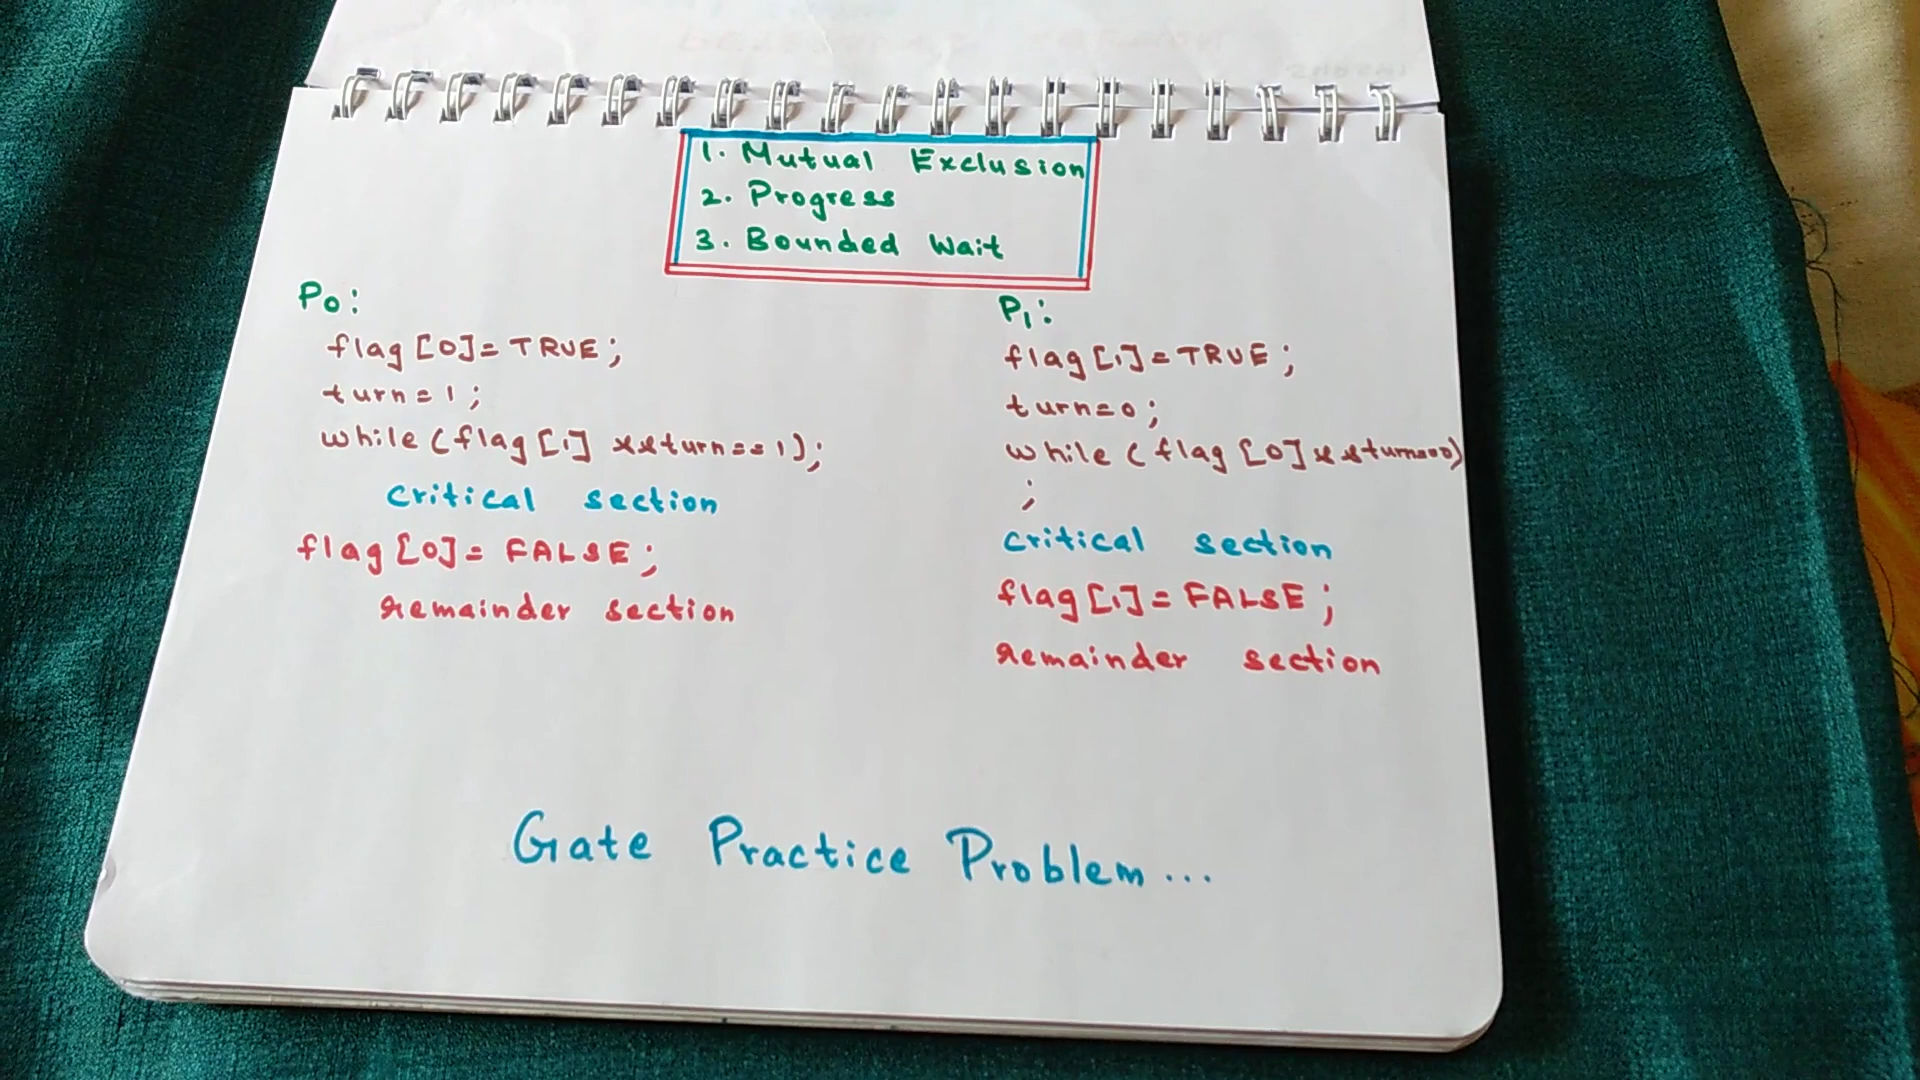 1. Mutual Exclusion
2. Progress
3. Bounded Wait
P0:
flag[0]=TRUE;
turn=1;
while(flag[1] &&turn==1);
critical section
flag[0]= FALSE;
remainder section
P1:
flag[1]=TRUE;
turn=0;
while(flag[0]&&turn==0)
;
critical section
flag[1]=FALSE;
remainder section
Gate Practice Problem...